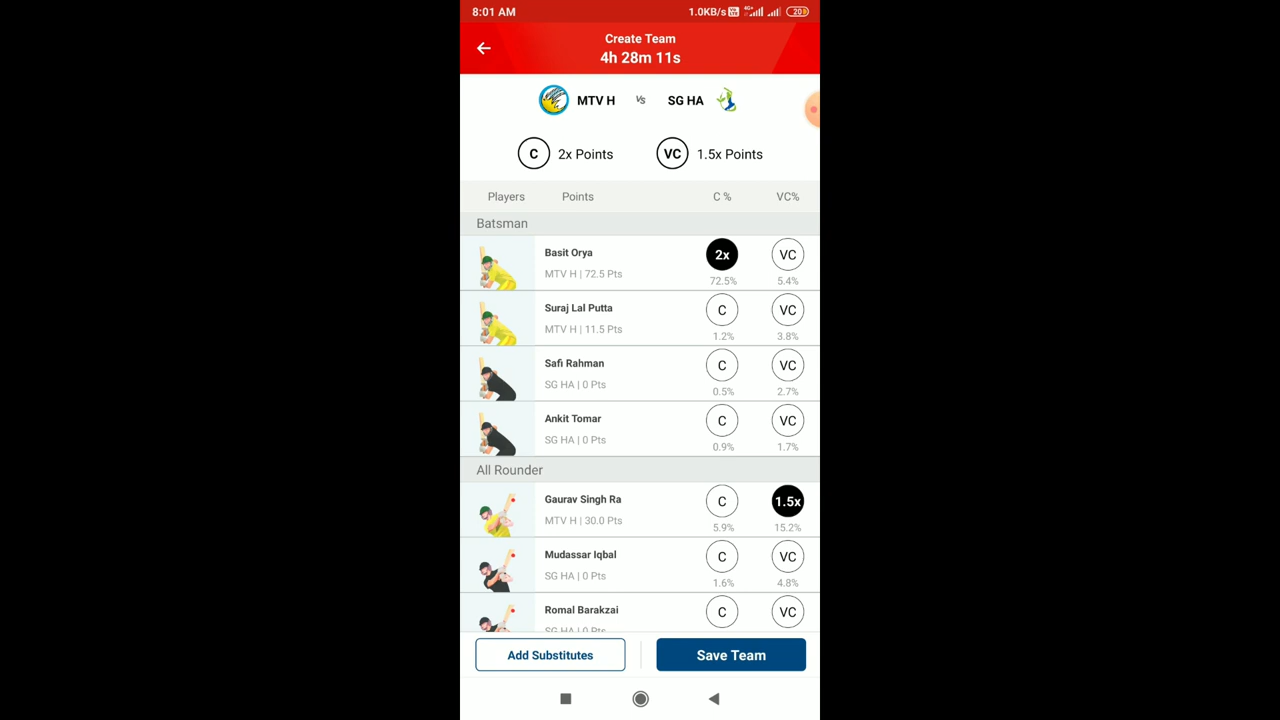 8:01 AM 1.0KB/s 4G+ 20
Create Team
4h 28m 11s
MTV H Vs SG HA
C 2x Points VC 1.5x Points
Players Points C % VC%
Batsman
Basit Orya 2x VC
MTV H | 72.5 Pts 72.5% 5.4%
Suraj Lal Putta C VC
MTV H | 11.5 Pts 1.2% 3.8%
Safi Rahman C VC
SG HA | 0 Pts 0.5% 2.7%
Ankit Tomar C VC
SG HA | 0 Pts 0.9% 1.7%
All Rounder
Gaurav Singh Ra C 1.5x
MTV H | 30.0 Pts 5.9% 15.2%
Mudassar Iqbal C VC
SG HA | 0 Pts 1.6% 4.8%
Romal Barakzai C VC
SG HA | 0 Pts
Add Substitutes Save Team